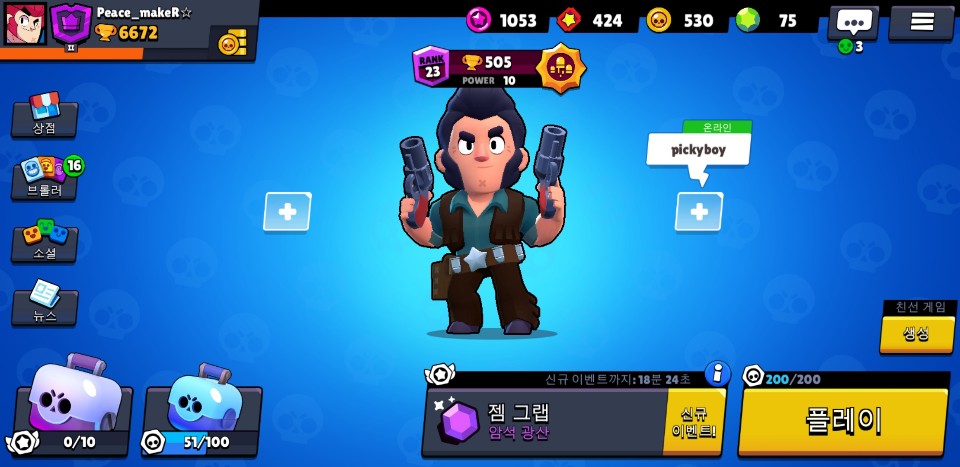 Peace_makeR☆
6672
II
1053
424
530
75
3
RANK
23
505
POWER 10
상점
16
브롤러
소셜
뉴스
온라인
pickyboy
친선 게임
생성
0/10
51/100
신규 이벤트까지: 18분 24초
i
젬 그랩
암석 광산
신규
이벤트!
200/200
플레이